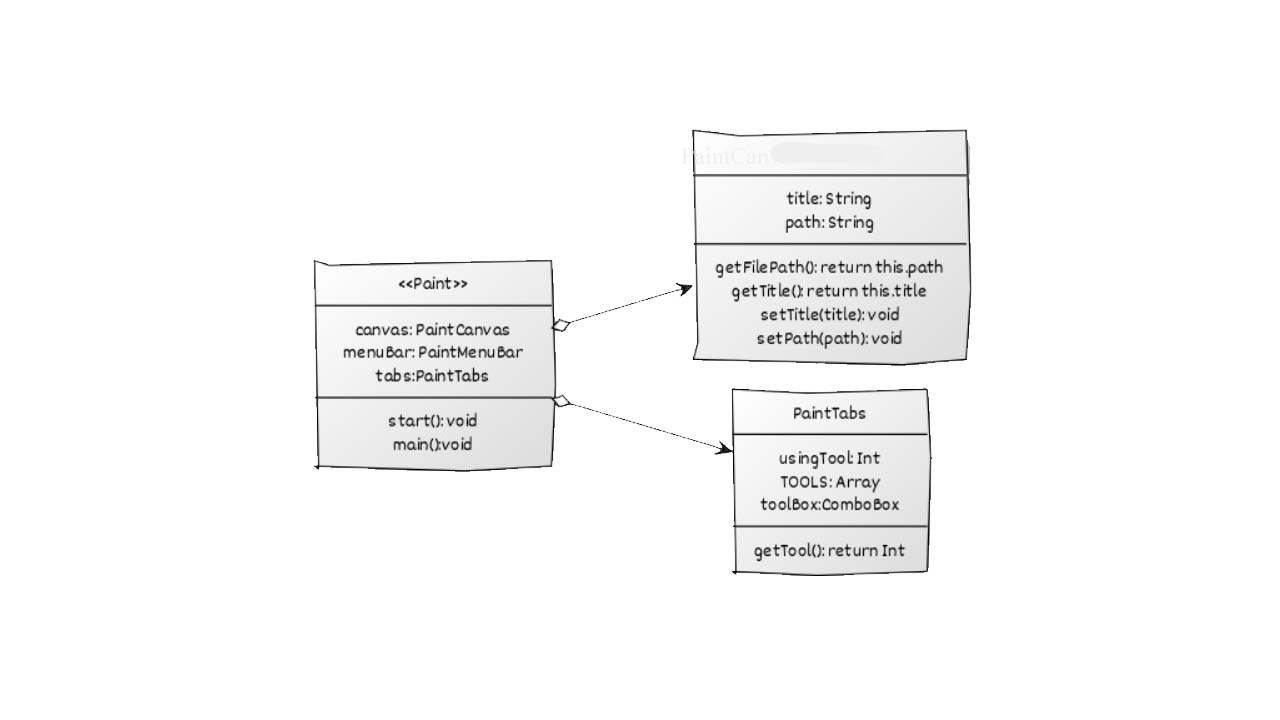 <<Paint>>
canvas: PaintCanvas
menuBar: PaintMenuBar
tabs:PaintTabs
start(): void
main():void
title: String
path: String
getFilePath(): return this.path
getTitle(): return this.title
setTitle(title): void
setPath(path): void
PaintTabs
usingTool: Int
TOOLS: Array
toolBox:ComboBox
getTool(): return Int